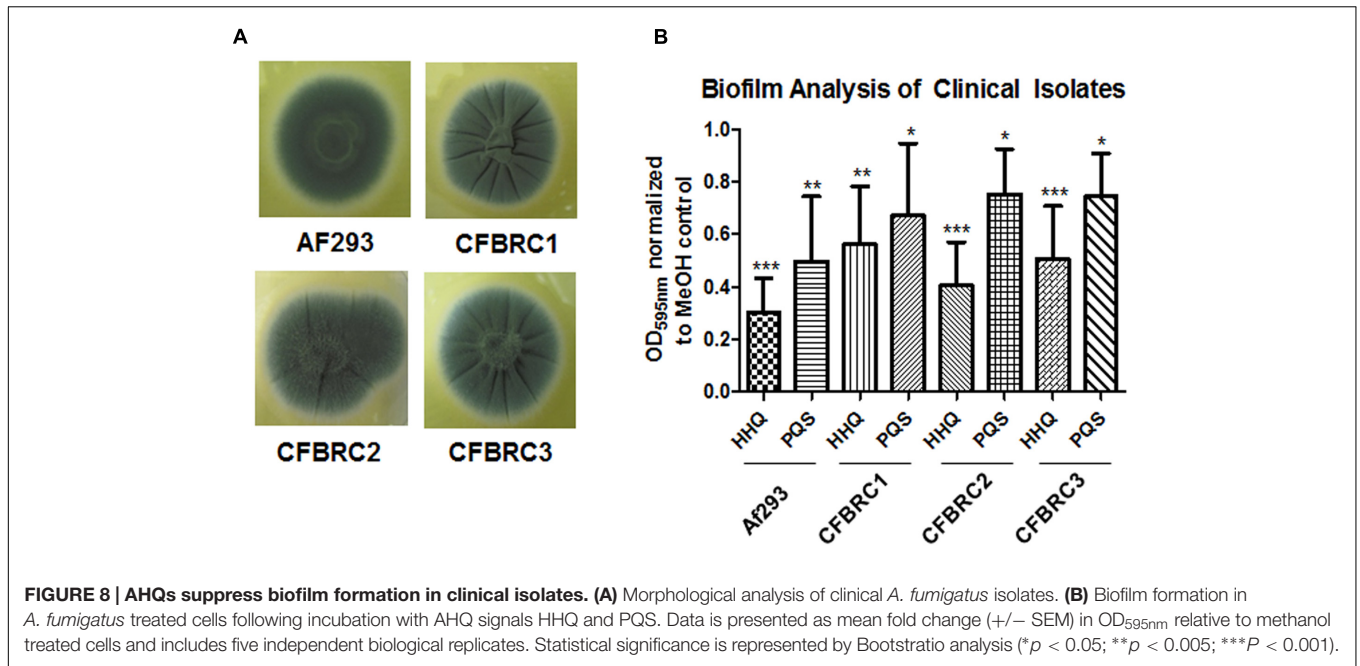 A
AF293
CFBRC1
CFBRC2
CFBRC3
B
Biofilm Analysis of Clinical Isolates
OD595nm normalized
to MeOH control
1.0
0.8
0.6
0.4
0.2
0.0
***
**
**
*
***
*
***
*
HHQ
PQS
HHQ
PQS
HHQ
PQS
HHQ
PQS
Af293
CFBRC1
CFBRC2
CFBRC3
FIGURE 8 | AHQs suppress biofilm formation in clinical isolates. (A) Morphological analysis of clinical A. fumigatus isolates. (B) Biofilm formation in
A. fumigatus treated cells following incubation with AHQ signals HHQ and PQS. Data is presented as mean fold change (+/− SEM) in OD595nm relative to methanol
treated cells and includes five independent biological replicates. Statistical significance is represented by Bootstratio analysis (*p < 0.05; **p < 0.005; ***P < 0.001).